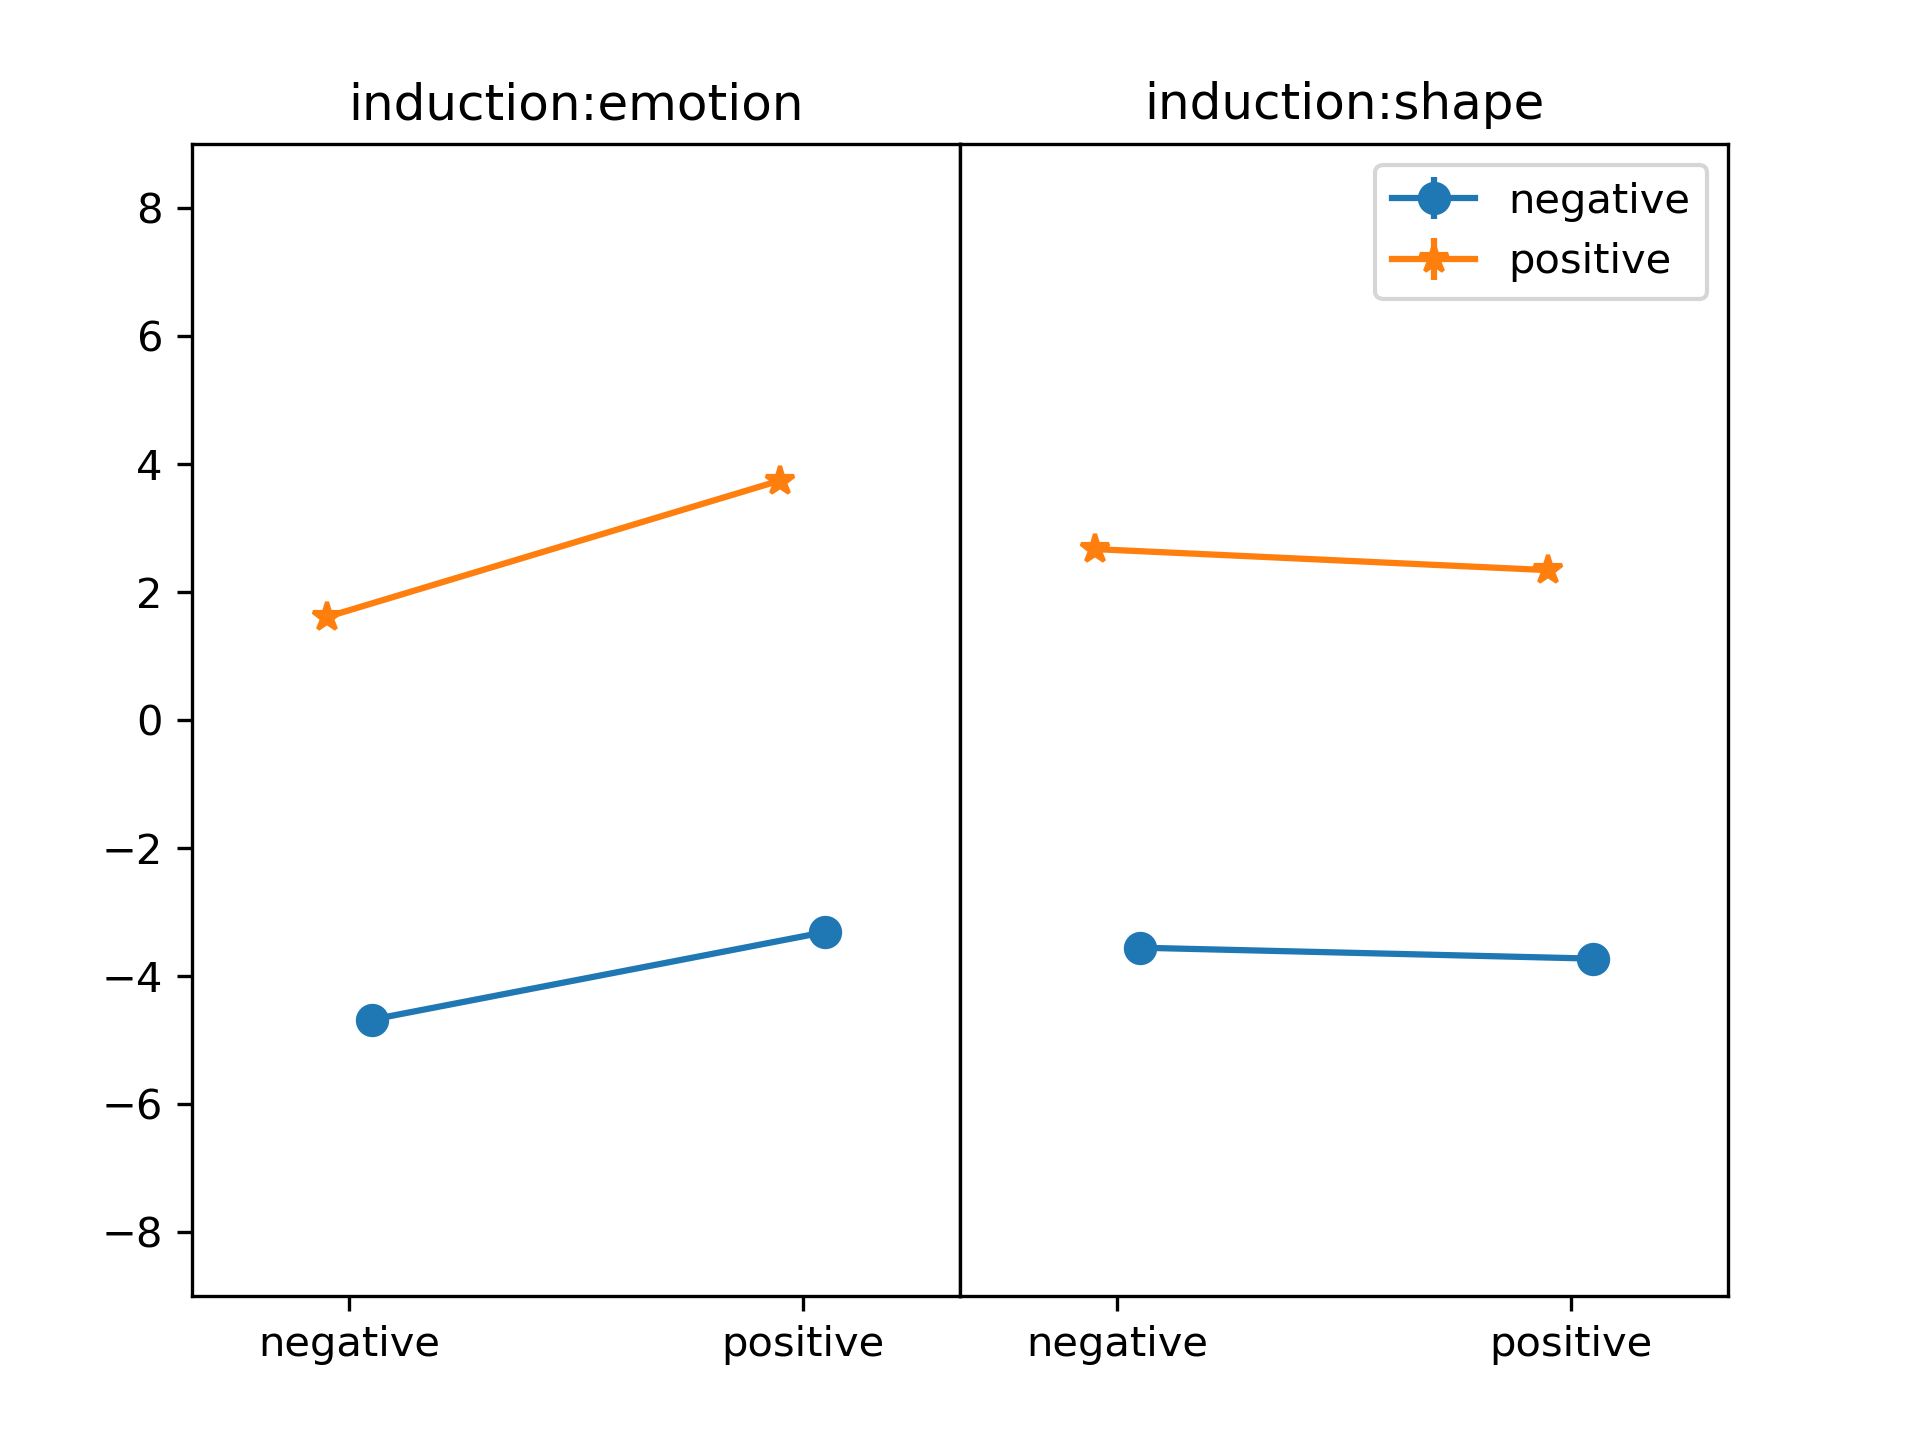 induction:emotion
induction:shape
negative
positive
8
6
4
2
0
−2
−4
−6
−8
negative
positive
negative
positive